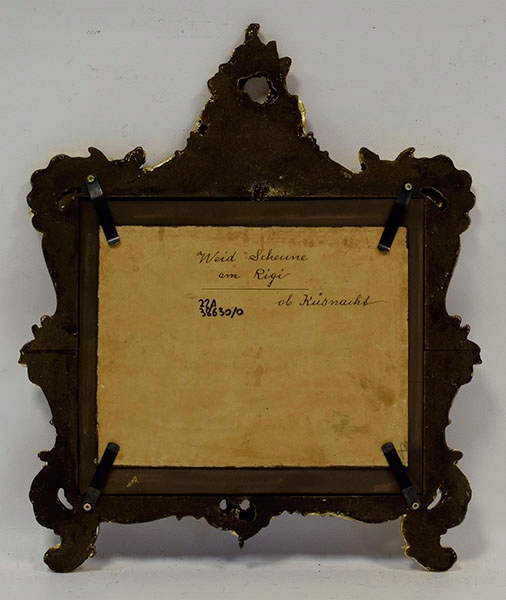 Weid Scheune
am Rigi
ob Küsnacht
22A
38630/0